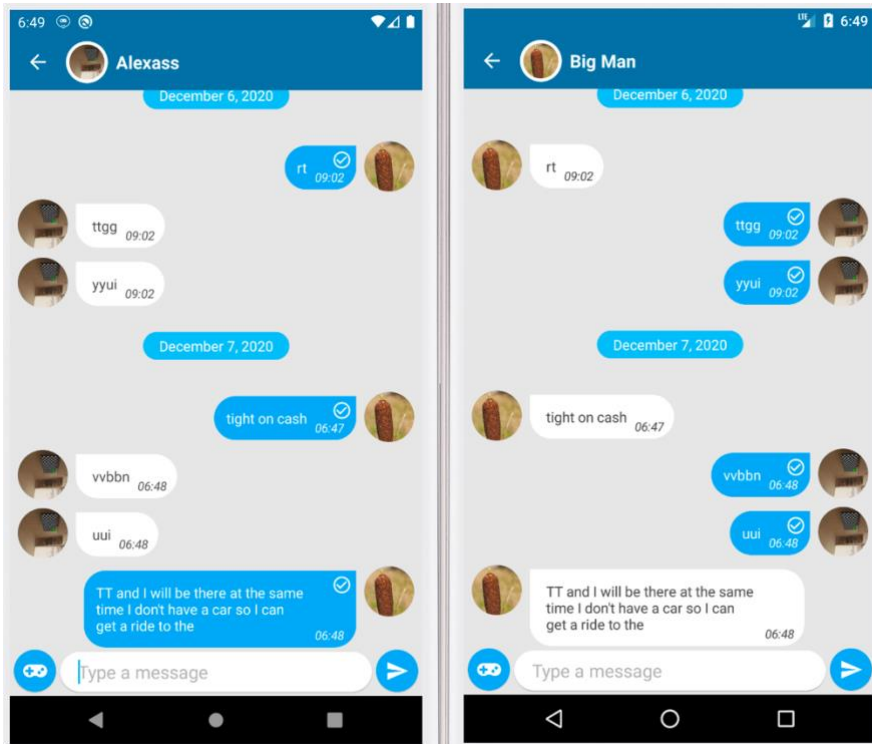 6:49
Alexass
December 6, 2020
rt
09:02
ttgg 09:02
yyui 09:02
December 7, 2020
tight on cash
06:47
vvbbn 06:48
uui 06:48
TT and I will be there at the same
time I don't have a car so I can
get a ride to the
06:48
Type a message
LTE 6:49
Big Man
December 6, 2020
rt 09:02
ttgg
09:02
yyui
09:02
December 7, 2020
tight on cash 06:47
vvbbn
06:48
uui
06:48
TT and I will be there at the same
time I don't have a car so I can
get a ride to the
06:48
Type a message